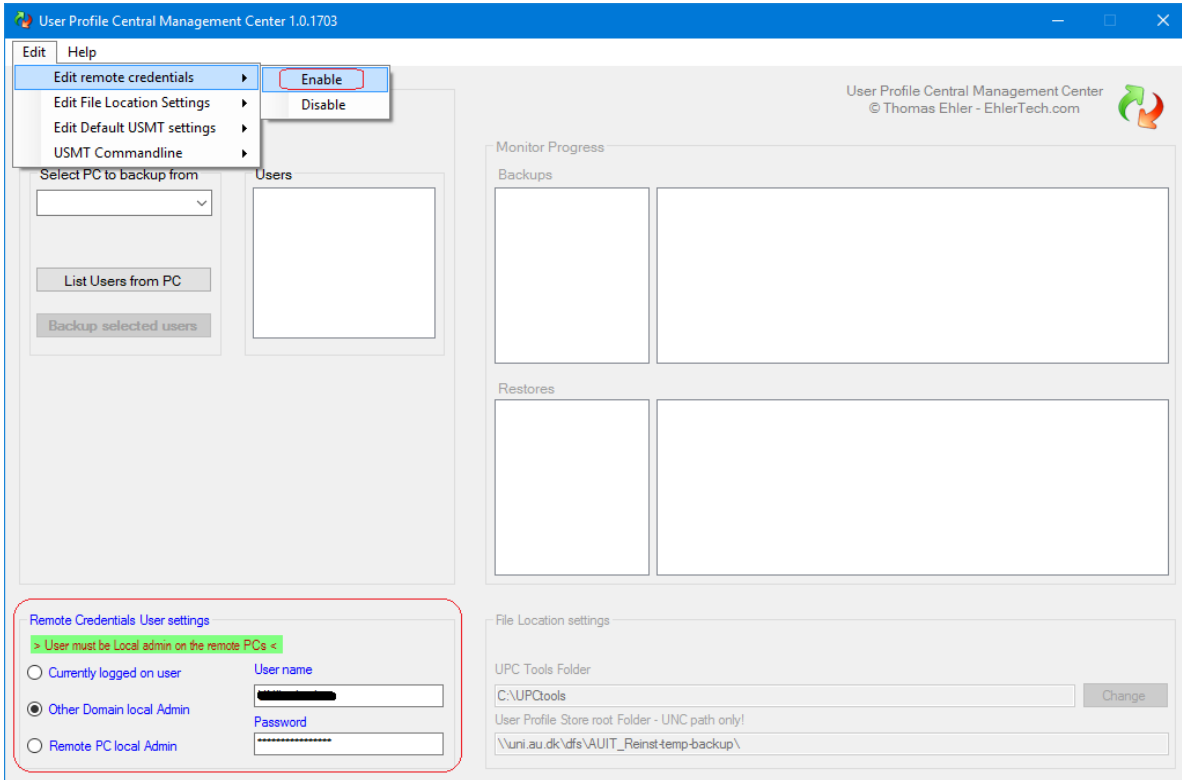 User Profile Central Management Center 1.0.1703
Edit Help
Edit remote credentials
Edit File Location Settings
Edit Default USMT settings
USMT Commandline
Enable
Disable
User Profile Central Management Center
© Thomas Ehler - EhlerTech.com
Select PC to backup from
List Users from PC
Backup selected users
Users
Monitor Progress
Backups
Restores
Remote Credentials User settings
> User must be Local admin on the remote PCs <
Currently logged on user
Other Domain local Admin
Remote PC local Admin
User name
Password
****************
File Location settings
UPC Tools Folder
C:\UPCtools
Change
User Profile Store root Folder - UNC path only!
\\uni.au.dk\dfs\AUIT_Reinst-temp-backup\